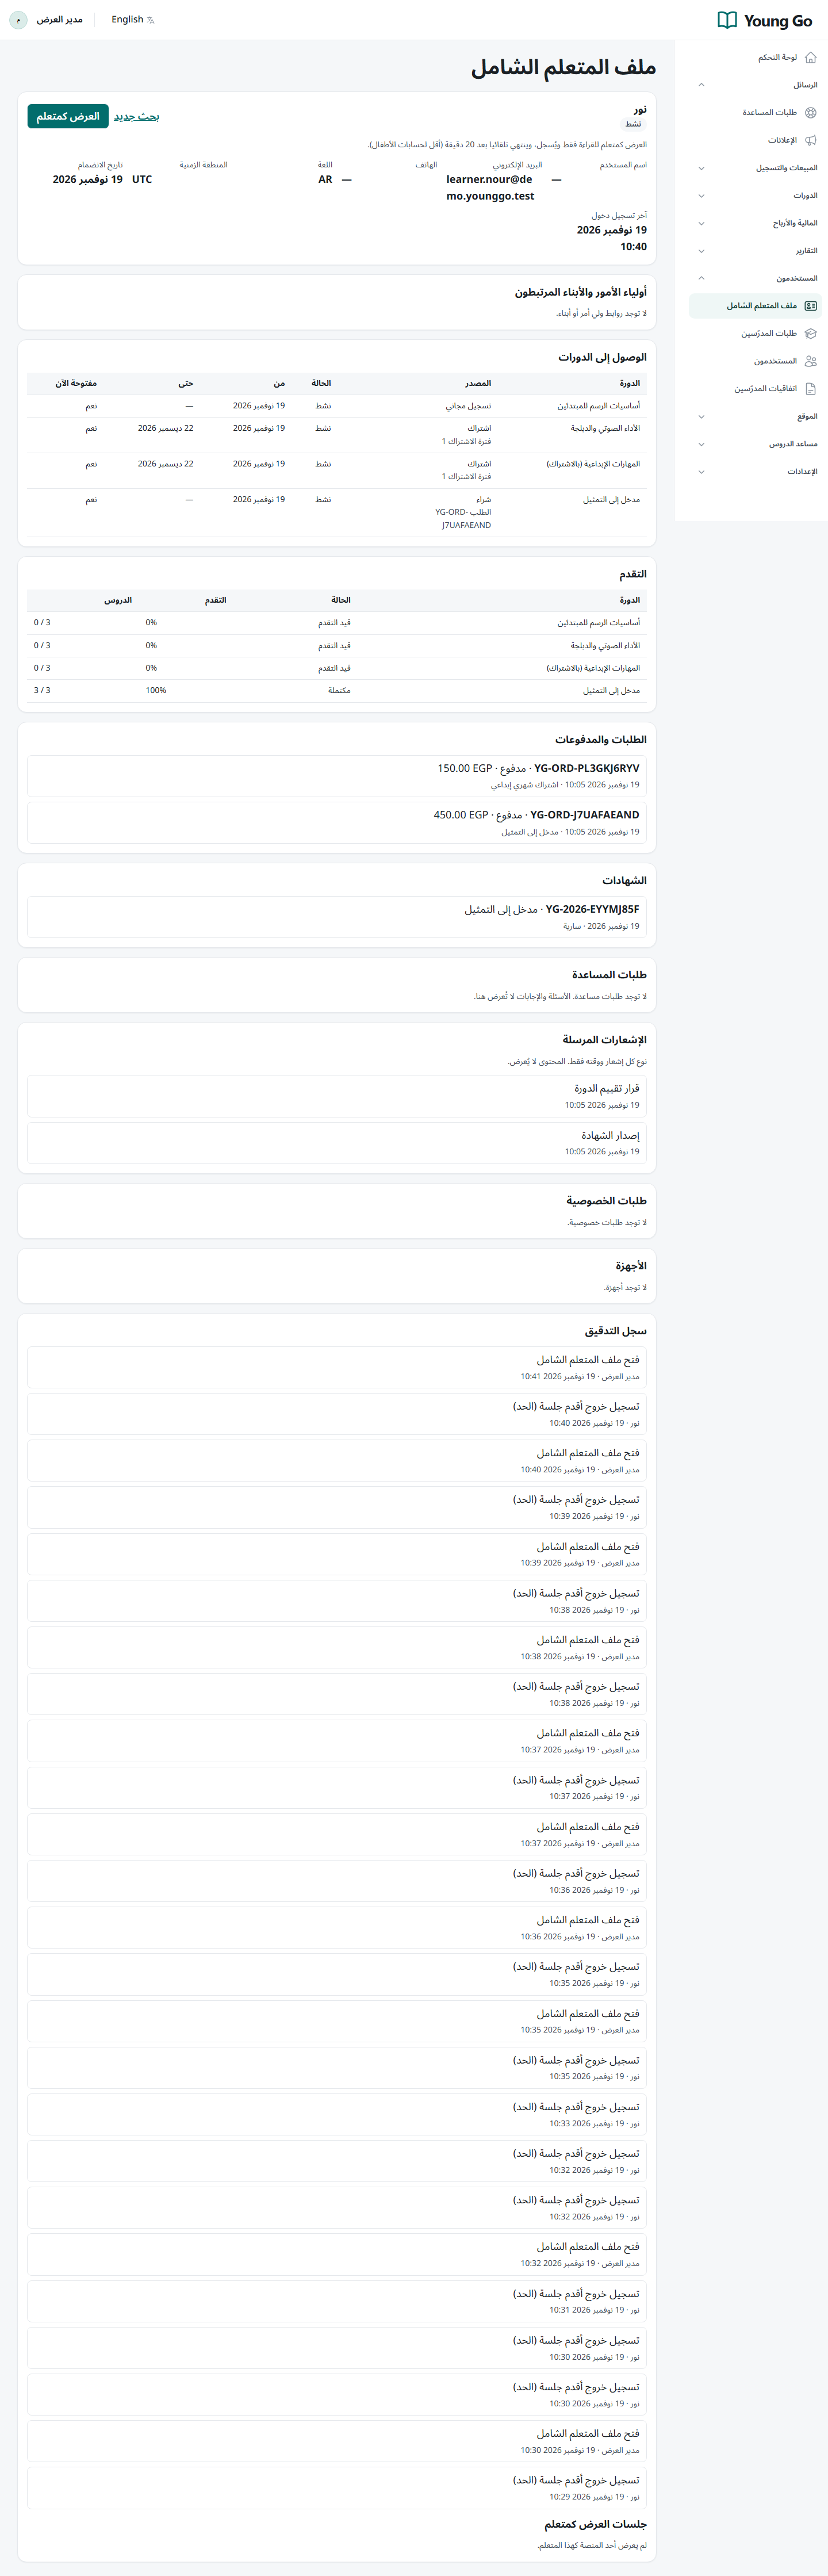 Young Go
English
مدير العرض
م
لوحة التحكم
الرسائل
طلبات المساعدة
الإعلانات
المبيعات والتسجيل
الدورات
المالية والأرباح
التقارير
المستخدمون
ملف المتعلم الشامل
طلبات المدرّسين
المستخدمون
اتفاقيات المدرّسين
الموقع
مساعد الدروس
الإعدادات
ملف المتعلم الشامل
نور
نشط
بحث جديد
العرض كمتعلم
العرض كمتعلم للقراءة فقط ويُسجل، وينتهي تلقائيا بعد 20 دقيقة (أقل لحسابات الأطفال).
اسم المستخدم
—
البريد الإلكتروني
learner.nour@de
mo.younggo.test
الهاتف
—
اللغة
AR
المنطقة الزمنية
UTC
تاريخ الانضمام
19 نوفمبر 2026
آخر تسجيل دخول
19 نوفمبر 2026
10:40
أولياء الأمور والأبناء المرتبطون
لا توجد روابط ولي أمر أو أبناء.
الوصول إلى الدورات
الدورة المصدر الحالة من حتى مفتوحة الآن
أساسيات الرسم للمبتدئين تسجيل مجاني نشط 19 نوفمبر 2026 — نعم
الأداء الصوتي والدبلجة اشتراك نشط 19 نوفمبر 2026 22 ديسمبر 2026 نعم
فترة الاشتراك 1
المهارات الإبداعية (بالاشتراك) اشتراك نشط 19 نوفمبر 2026 22 ديسمبر 2026 نعم
فترة الاشتراك 1
مدخل إلى التمثيل شراء نشط 19 نوفمبر 2026 — نعم
الطلب YG-ORD-
J7UAFAEAND
التقدم
الدورة الحالة التقدم الدروس
أساسيات الرسم للمبتدئين قيد التقدم 0% 0 / 3
الأداء الصوتي والدبلجة قيد التقدم 0% 0 / 3
المهارات الإبداعية (بالاشتراك) قيد التقدم 0% 0 / 3
مدخل إلى التمثيل مكتملة 100% 3 / 3
الطلبات والمدفوعات
YG-ORD-PL3GKJ6RYV · مدفوع · 150.00 EGP
19 نوفمبر 2026 10:05 · اشتراك شهري إبداعي
YG-ORD-J7UAFAEAND · مدفوع · 450.00 EGP
19 نوفمبر 2026 10:05 · مدخل إلى التمثيل
الشهادات
YG-2026-EYYMJ85F · مدخل إلى التمثيل
19 نوفمبر 2026 · سارية
طلبات المساعدة
لا توجد طلبات مساعدة. الأسئلة والإجابات لا تُعرض هنا.
الإشعارات المرسلة
نوع كل إشعار ووقته فقط. المحتوى لا يُعرض.
قرار تقييم الدورة
19 نوفمبر 2026 10:05
إصدار الشهادة
19 نوفمبر 2026 10:05
طلبات الخصوصية
لا توجد طلبات خصوصية.
الأجهزة
لا توجد أجهزة.
سجل التدقيق
فتح ملف المتعلم الشامل
مدير العرض · 19 نوفمبر 2026 10:41
تسجيل خروج أقدم جلسة (الحد)
نور · 19 نوفمبر 2026 10:40
فتح ملف المتعلم الشامل
مدير العرض · 19 نوفمبر 2026 10:40
تسجيل خروج أقدم جلسة (الحد)
نور · 19 نوفمبر 2026 10:39
فتح ملف المتعلم الشامل
مدير العرض · 19 نوفمبر 2026 10:39
تسجيل خروج أقدم جلسة (الحد)
نور · 19 نوفمبر 2026 10:38
فتح ملف المتعلم الشامل
مدير العرض · 19 نوفمبر 2026 10:38
تسجيل خروج أقدم جلسة (الحد)
نور · 19 نوفمبر 2026 10:38
فتح ملف المتعلم الشامل
مدير العرض · 19 نوفمبر 2026 10:37
تسجيل خروج أقدم جلسة (الحد)
نور · 19 نوفمبر 2026 10:37
فتح ملف المتعلم الشامل
مدير العرض · 19 نوفمبر 2026 10:37
تسجيل خروج أقدم جلسة (الحد)
نور · 19 نوفمبر 2026 10:36
فتح ملف المتعلم الشامل
مدير العرض · 19 نوفمبر 2026 10:36
تسجيل خروج أقدم جلسة (الحد)
نور · 19 نوفمبر 2026 10:35
فتح ملف المتعلم الشامل
مدير العرض · 19 نوفمبر 2026 10:35
تسجيل خروج أقدم جلسة (الحد)
نور · 19 نوفمبر 2026 10:35
تسجيل خروج أقدم جلسة (الحد)
نور · 19 نوفمبر 2026 10:33
تسجيل خروج أقدم جلسة (الحد)
نور · 19 نوفمبر 2026 10:32
تسجيل خروج أقدم جلسة (الحد)
نور · 19 نوفمبر 2026 10:32
فتح ملف المتعلم الشامل
مدير العرض · 19 نوفمبر 2026 10:32
تسجيل خروج أقدم جلسة (الحد)
نور · 19 نوفمبر 2026 10:31
تسجيل خروج أقدم جلسة (الحد)
نور · 19 نوفمبر 2026 10:30
تسجيل خروج أقدم جلسة (الحد)
نور · 19 نوفمبر 2026 10:30
فتح ملف المتعلم الشامل
مدير العرض · 19 نوفمبر 2026 10:30
تسجيل خروج أقدم جلسة (الحد)
نور · 19 نوفمبر 2026 10:29
جلسات العرض كمتعلم
لم يعرض أحد المنصة كهذا المتعلم.